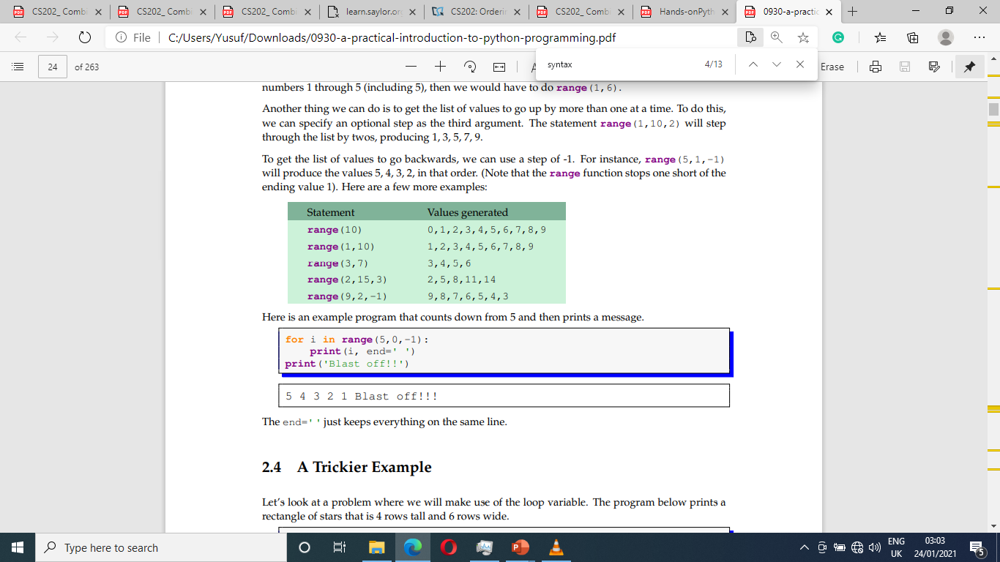 CS202_ Combi
CS202_ Combi
CS202_ Combi
learn.saylor.or
CS202: Orderi
CS202_ Combi
Hands-onPyth
0930-a-practic
File C:/Users/Yusuf/Downloads/0930-a-practical-introduction-to-python-programming.pdf
24 of 263
syntax 4/13
Erase
numbers 1 through 5 (including 5), then we would have to do range(1,6).
Another thing we can do is to get the list of values to go up by more than one at a time. To do this,
we can specify an optional step as the third argument. The statement range(1,10,2) will step
through the list by twos, producing 1, 3, 5, 7, 9.
To get the list of values to go backwards, we can use a step of -1. For instance, range(5,1,-1)
will produce the values 5, 4, 3, 2, in that order. (Note that the range function stops one short of the
ending value 1). Here are a few more examples:
Statement Values generated
range(10) 0,1,2,3,4,5,6,7,8,9
range(1,10) 1,2,3,4,5,6,7,8,9
range(3,7) 3,4,5,6
range(2,15,3) 2,5,8,11,14
range(9,2,-1) 9,8,7,6,5,4,3
Here is an example program that counts down from 5 and then prints a message.
for i in range(5,0,-1):
print(i, end=' ')
print('Blast off!!')
5 4 3 2 1 Blast off!!!
The end=' ' just keeps everything on the same line.
2.4 A Trickier Example
Let's look at a problem where we will make use of the loop variable. The program below prints a
rectangle of stars that is 4 rows tall and 6 rows wide.
Type here to search
ENG
UK
03:03
24/01/2021
5